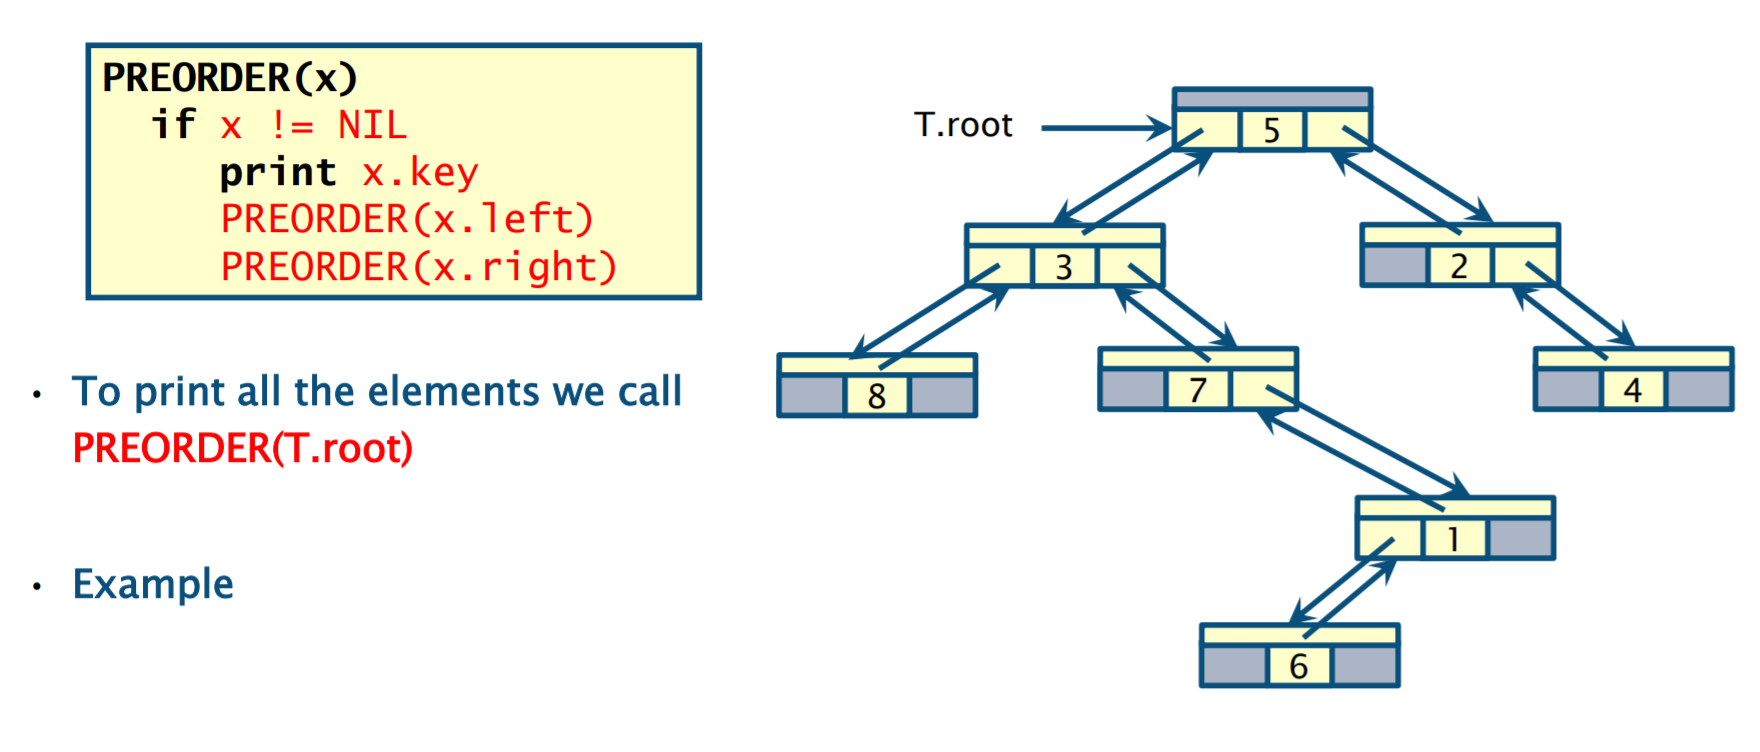 PREORDER(x)
if x != NIL
print x.key
PREORDER(x.left)
PREORDER(x.right)
• To print all the elements we call
PREORDER(T.root)
• Example
T.root
5
3
2
8
7
4
1
6